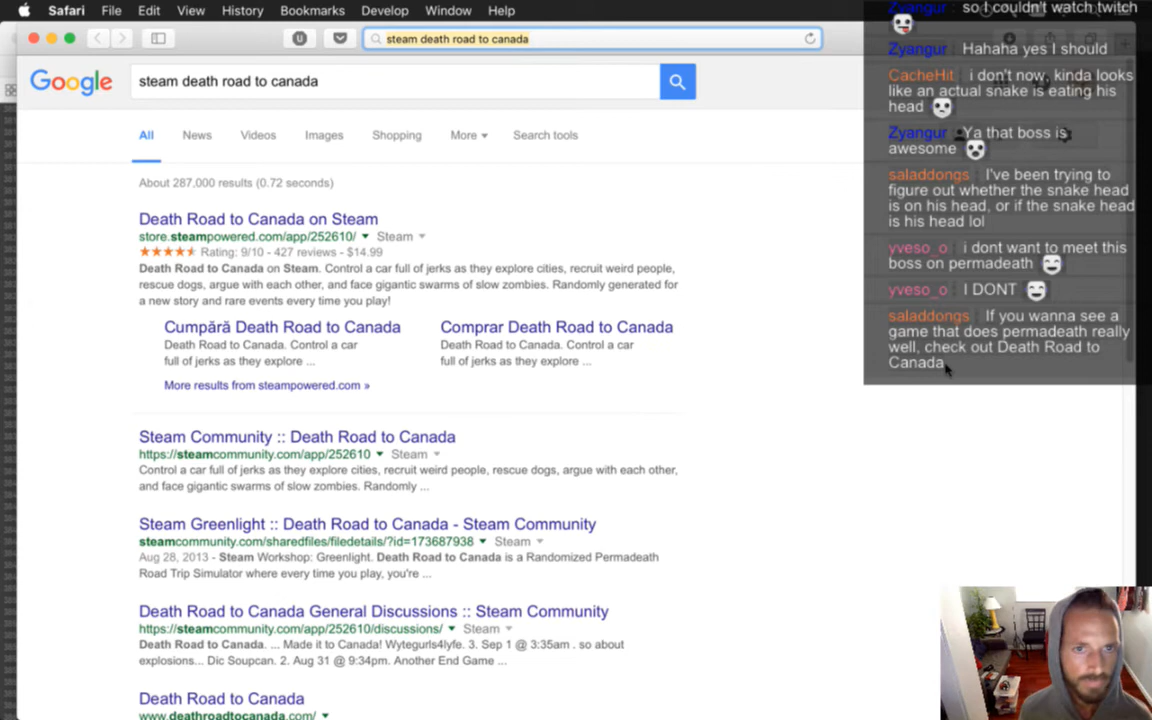 Safari File Edit View History Bookmarks Develop Window Help
steam death road to canada
Google steam death road to canada
All News Videos Images Shopping More Search tools
About 287,000 results (0.72 seconds)
Death Road to Canada on Steam
store.steampowered.com/app/252610/ Steam
Rating: 9/10 - 427 reviews - $14.99
Death Road to Canada on Steam. Control a car full of jerks as they explore cities, recruit weird people,
rescue dogs, argue with each other, and face gigantic swarms of slow zombies. Randomly generated for
a new story and rare events every time you play!
Cumpără Death Road to Canada
Death Road to Canada. Control a car
full of jerks as they explore ...
Comprar Death Road to Canada
Death Road to Canada. Control a car
full of jerks as they explore ...
More results from steampowered.com »
Steam Community :: Death Road to Canada
https://steamcommunity.com/app/252610 Steam
Control a car full of jerks as they explore cities, recruit weird people, rescue dogs, argue with each other,
and face gigantic swarms of slow zombies. Randomly ...
Steam Greenlight :: Death Road to Canada - Steam Community
steamcommunity.com/sharedfiles/filedetails/?id=173687938 Steam
Aug 28, 2013 - Steam Workshop: Greenlight. Death Road to Canada is a Randomized Permadeath
Road Trip Simulator where every time you play, you're ...
Death Road to Canada General Discussions :: Steam Community
https://steamcommunity.com/app/252610/discussions/ Steam
Death Road to Canada. ... Made it to Canada! Wytegurls4lyfe. 3. Sep 1 @ 3:35am . so about
explosions... Dic Soupcan. 2. Aug 31 @ 9:34pm. Another End Game ...
Death Road to Canada
www.deathroadtocanada.com/
Zyangur so I couldn't watch twitch
Zyangur Hahaha yes I should
CacheHit i don't now, kinda looks
like an actual snake is eating his
head
Zyangur Ya that boss is
awesome
saladdongs I've been trying to
figure out whether the snake head
is on his head, or if the snake head
is his head lol
yveso_o i dont want to meet this
boss on permadeath
yveso_o I DONT
saladdongs If you wanna see a
game that does permadeath really
well, check out Death Road to
Canada